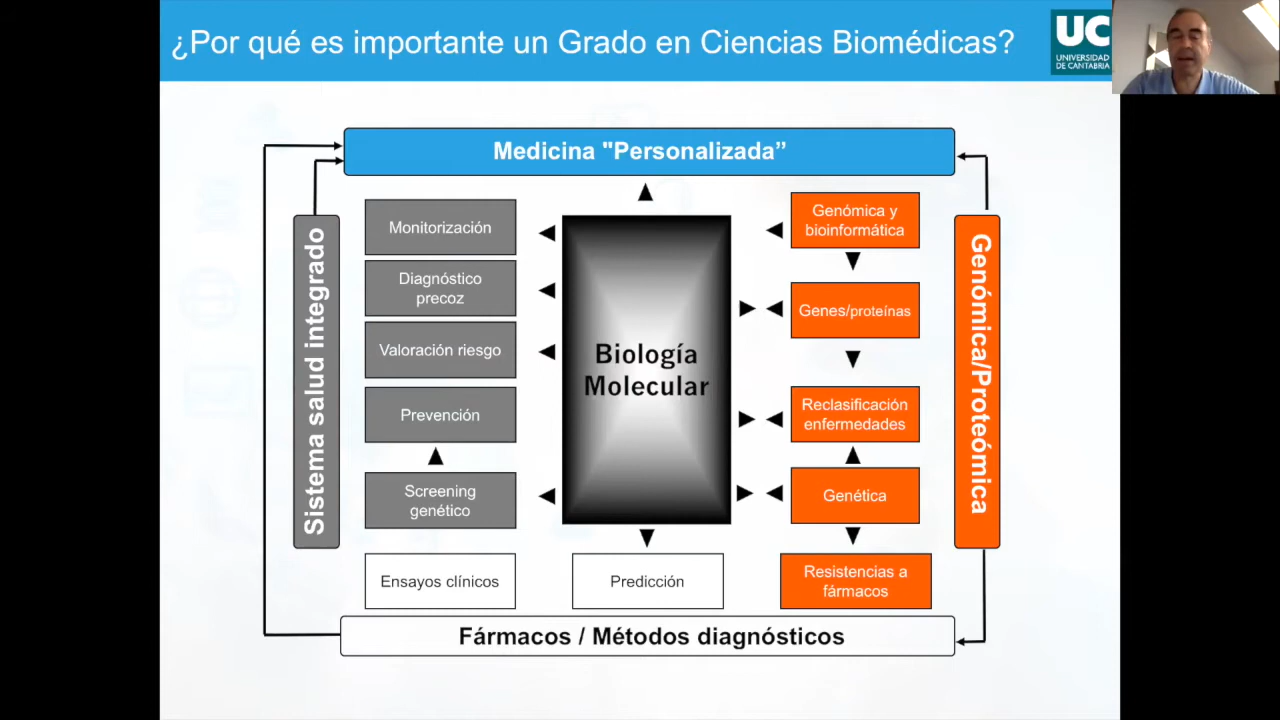 ¿Por qué es importante un Grado en Ciencias Biomédicas?
UC
UNIVERSIDAD
DE CANTABRIA
Medicina "Personalizada”
Sistema salud integrado
Monitorización
Diagnóstico
precoz
Valoración riesgo
Prevención
Screening
genético
Ensayos clínicos
Biología
Molecular
Predicción
Genómica y
bioinformática
Genes/proteínas
Reclasificación
enfermedades
Genética
Resistencias a
fármacos
Genómica/Proteómica
Fármacos / Métodos diagnósticos